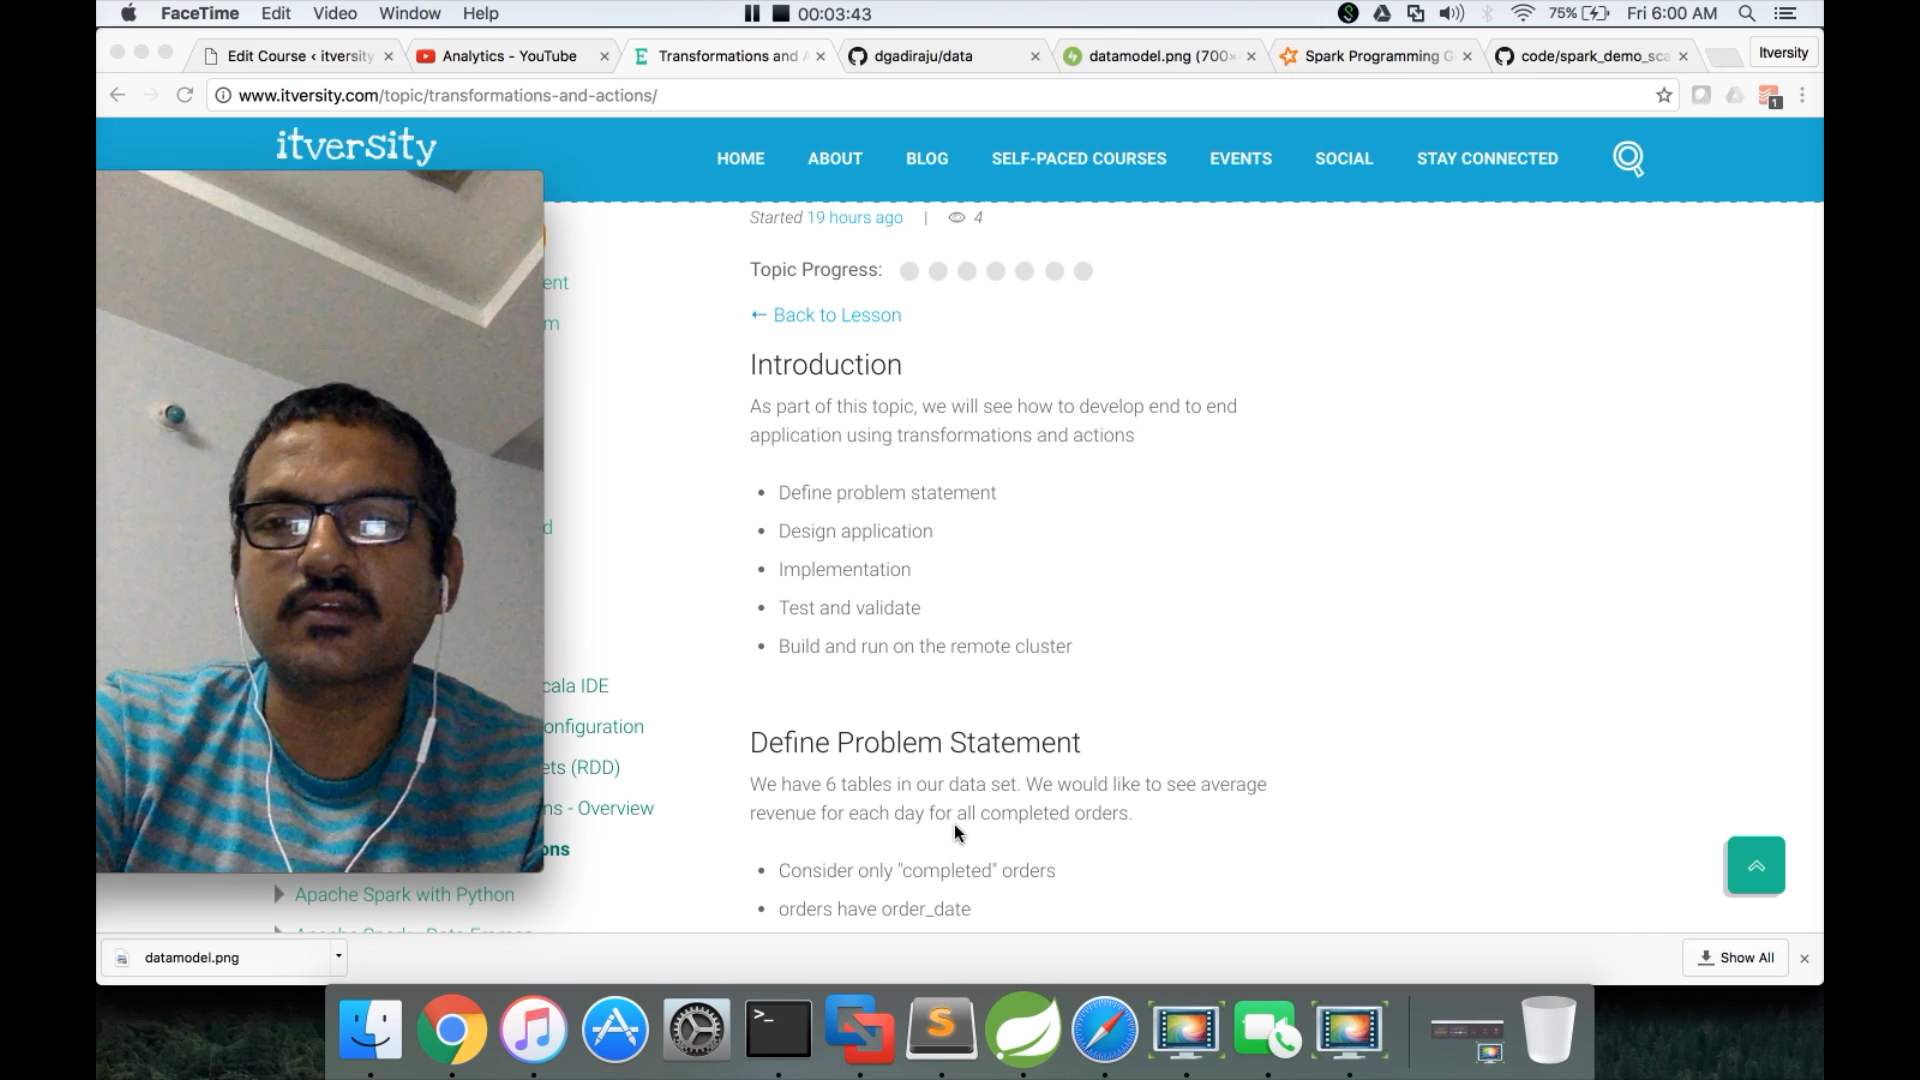 FaceTime Edit Video Window Help 00:03:43 75% Fri 6:00 AM
Edit Course ‹ itversity Analytics - YouTube Transformations and A dgadiraju/data datamodel.png (700× Spark Programming G code/spark_demo_sca Itversity
www.itversity.com/topic/transformations-and-actions/
1
itversity
HOME ABOUT BLOG SELF-PACED COURSES EVENTS SOCIAL STAY CONNECTED
Started 19 hours ago | 4
Topic Progress:
← Back to Lesson
Introduction
As part of this topic, we will see how to develop end to end
application using transformations and actions
• Define problem statement
• Design application
• Implementation
• Test and validate
• Build and run on the remote cluster
Define Problem Statement
We have 6 tables in our data set. We would like to see average
revenue for each day for all completed orders.
• Consider only "completed" orders
• orders have order_date
ent
m
d
cala IDE
onfiguration
ets (RDD)
ns - Overview
ons
Apache Spark with Python
datamodel.png
Show All